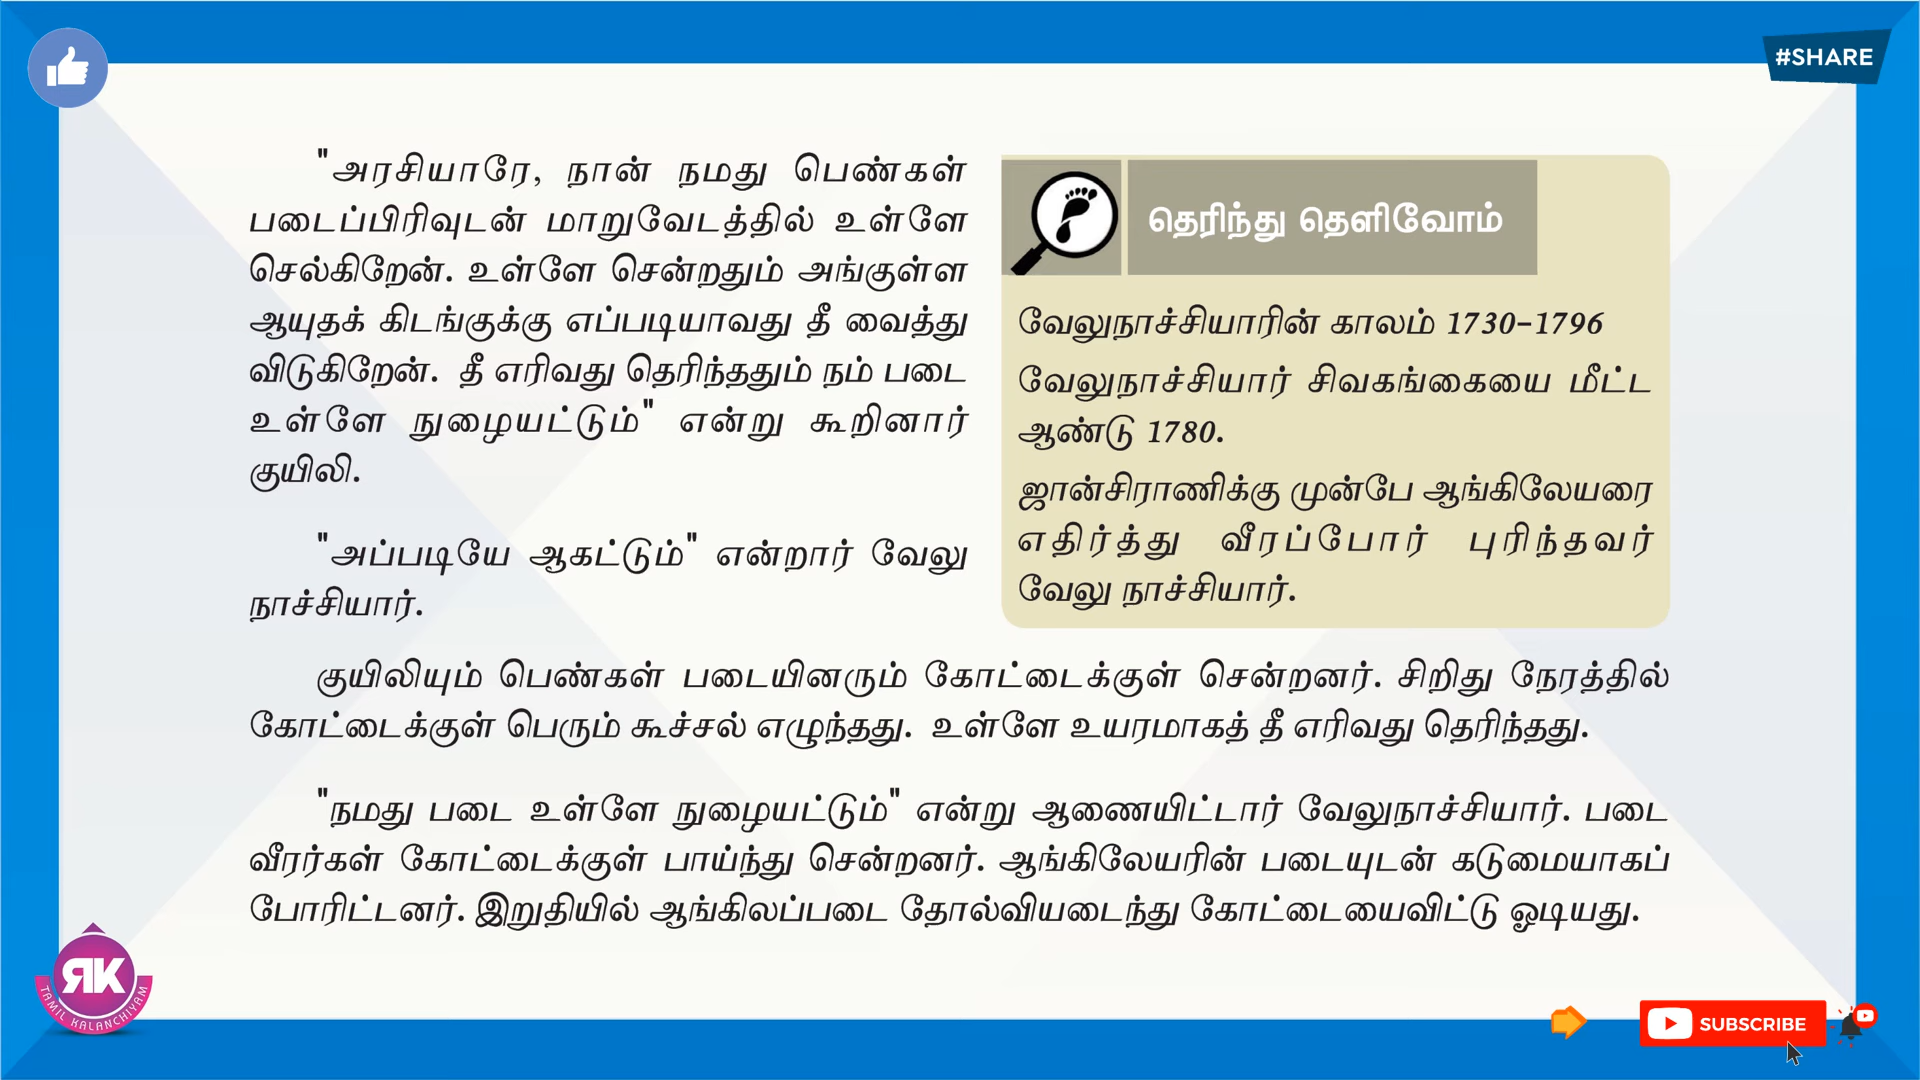 #SHARE
"அரசியாரே, நான் நமது பெண்கள்
படைப்பிரிவுடன் மாறுவேடத்தில் உள்ளே
செல்கிறேன். உள்ளே சென்றதும் அங்குள்ள
ஆயுதக் கிடங்குக்கு எப்படியாவது தீ வைத்து
விடுகிறேன். தீ எரிவது தெரிந்ததும் நம் படை
உள்ளே நுழையட்டும்" என்று கூறினார்
குயிலி.
"அப்படியே ஆகட்டும்" என்றார் வேலு
நாச்சியார்.
தெரிந்து தெளிவோம்
வேலுநாச்சியாரின் காலம் 1730-1796
வேலுநாச்சியார் சிவகங்கையை மீட்ட
ஆண்டு 1780.
ஜான்சிராணிக்கு முன்பே ஆங்கிலேயரை
எதிர்த்து வீரப்போர் புரிந்தவர்
வேலு நாச்சியார்.
குயிலியும் பெண்கள் படையினரும் கோட்டைக்குள் சென்றனர். சிறிது நேரத்தில்
கோட்டைக்குள் பெரும் கூச்சல் எழுந்தது. உள்ளே உயரமாகத் தீ எரிவது தெரிந்தது.
"நமது படை உள்ளே நுழையட்டும்" என்று ஆணையிட்டார் வேலுநாச்சியார். படை
வீரர்கள் கோட்டைக்குள் பாய்ந்து சென்றனர். ஆங்கிலேயரின் படையுடன் கடுமையாகப்
போரிட்டனர். இறுதியில் ஆங்கிலப்படை தோல்வியடைந்து கோட்டையைவிட்டு ஓடியது.
RK
TAMIL KALANCHIYAM
SUBSCRIBE